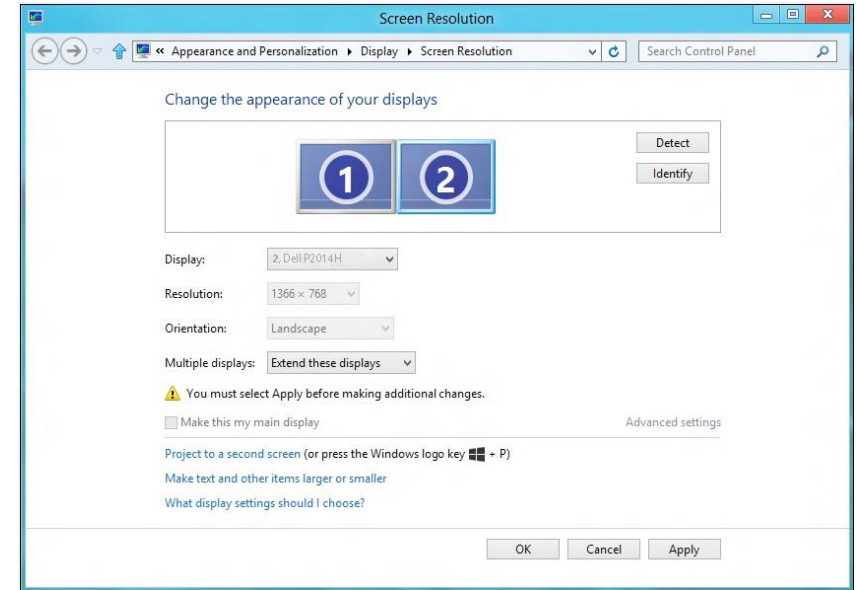 Screen Resolution
« Appearance and Personalization Display Screen Resolution Search Control Panel
Change the appearance of your displays
1 2
Detect
Identify
Display: 2, Dell P2014H
Resolution: 1366 × 768
Orientation: Landscape
Multiple displays: Extend these displays
You must select Apply before making additional changes.
Make this my main display Advanced settings
Project to a second screen (or press the Windows logo key + P)
Make text and other items larger or smaller
What display settings should I choose?
OK Cancel Apply